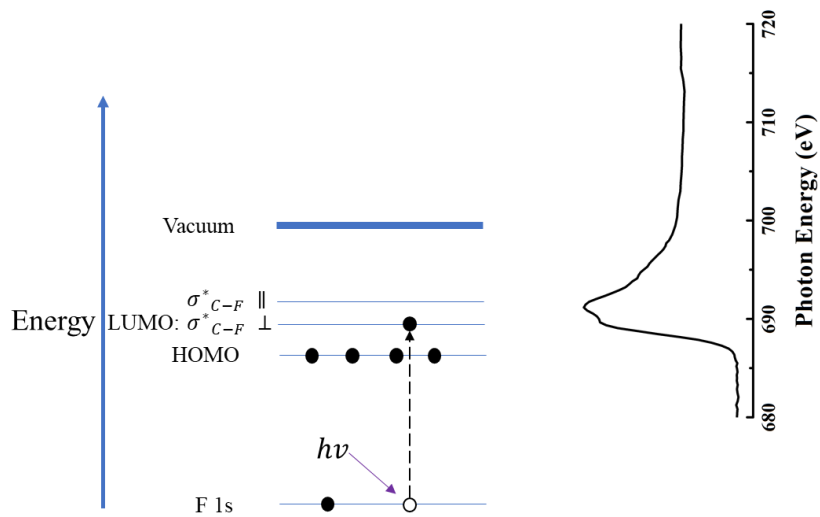 Vacuum
σ*C−F ∥
Energy
LUMO: σ*C−F ⊥
HOMO
hν
F 1s
720
710
700
690
680
Photon Energy (eV)